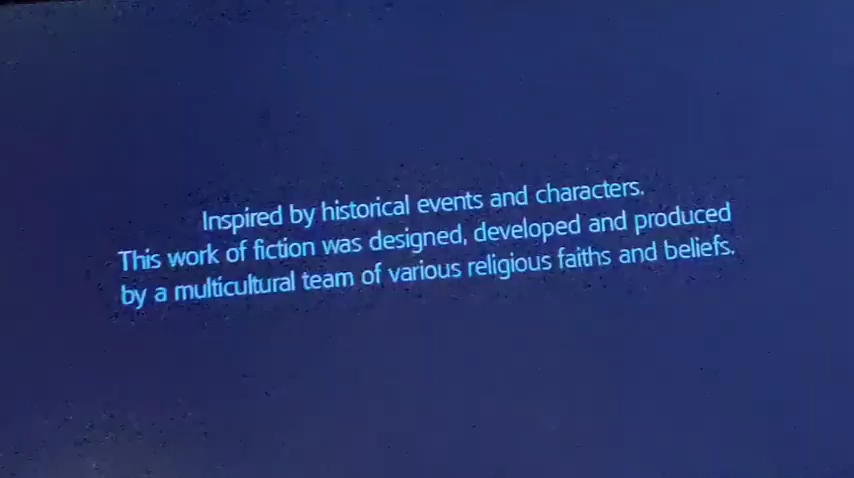 Inspired by historical events and characters.
This work of fiction was designed, developed and produced
by a multicultural team of various religious faiths and beliefs.